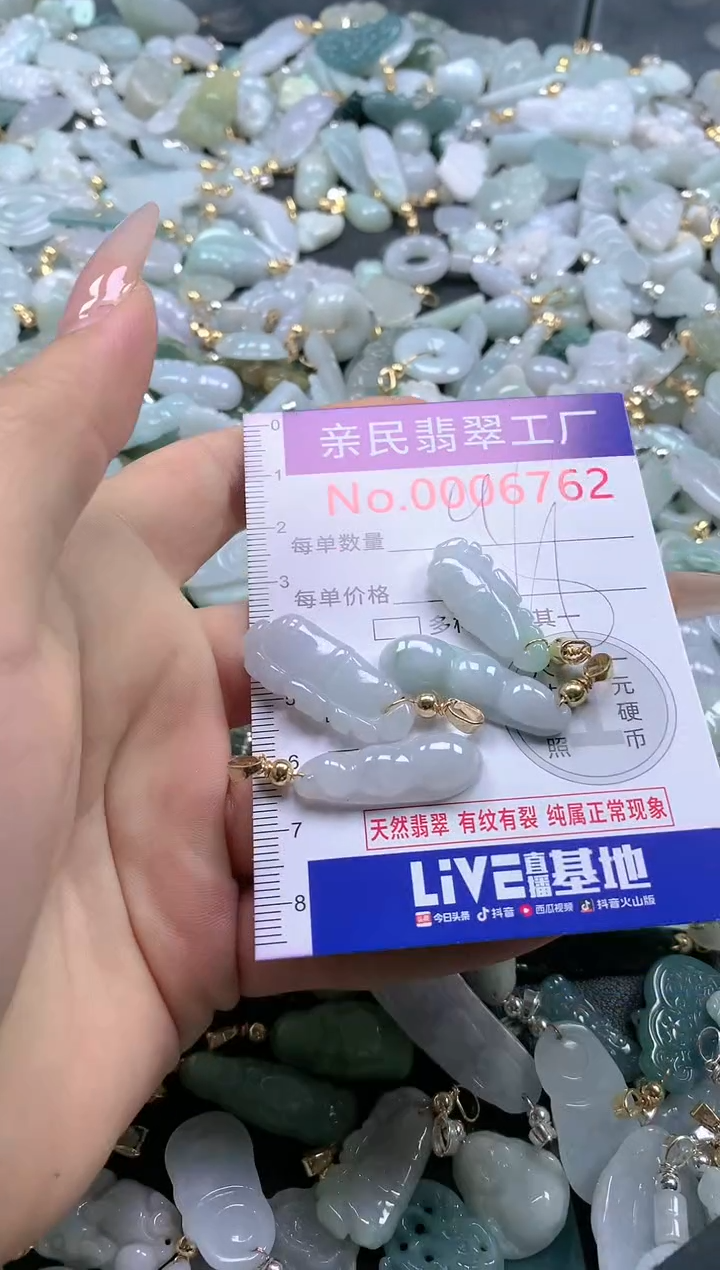 亲民翡翠工厂
No.0006762
0
1
2
每单数量
3
每单价格
多 其一
一元硬币
照
6
7
8
天然翡翠 有纹有裂 纯属正常现象
LiVE直播基地
今日头条 抖音 西瓜视频 抖音火山版